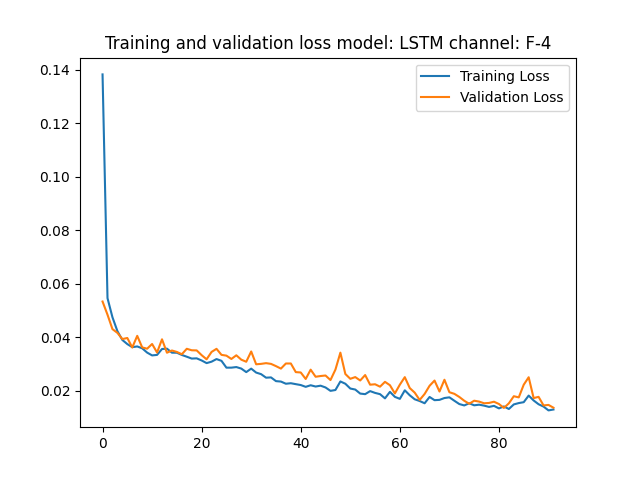 Training and validation loss model: LSTM channel: F-4
Training Loss
Validation Loss
0.14
0.12
0.10
0.08
0.06
0.04
0.02
0 20 40 60 80